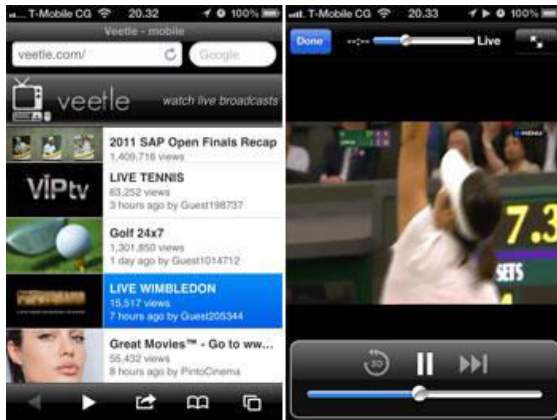 T-Mobile CG 20.32 100%
Veetle - mobile
veetle.com/ Google
veetle watch live broadcasts
2011 SAP Open Finals Recap
1,409,716 views
VIPtv
LIVE TENNIS
63,252 views
3 hours ago by Guest198737
Golf 24x7
1,301,850 views
1 day ago by Guest1014712
LIVE WIMBLEDON
15,517 views
7 hours ago by Guest205344
Great Movies™ - Go to ww...
55,432 views
8 hours ago by PintoCinema
T-Mobile CG 20.33 100%
Done --:-- Live
7.3
SETS
30